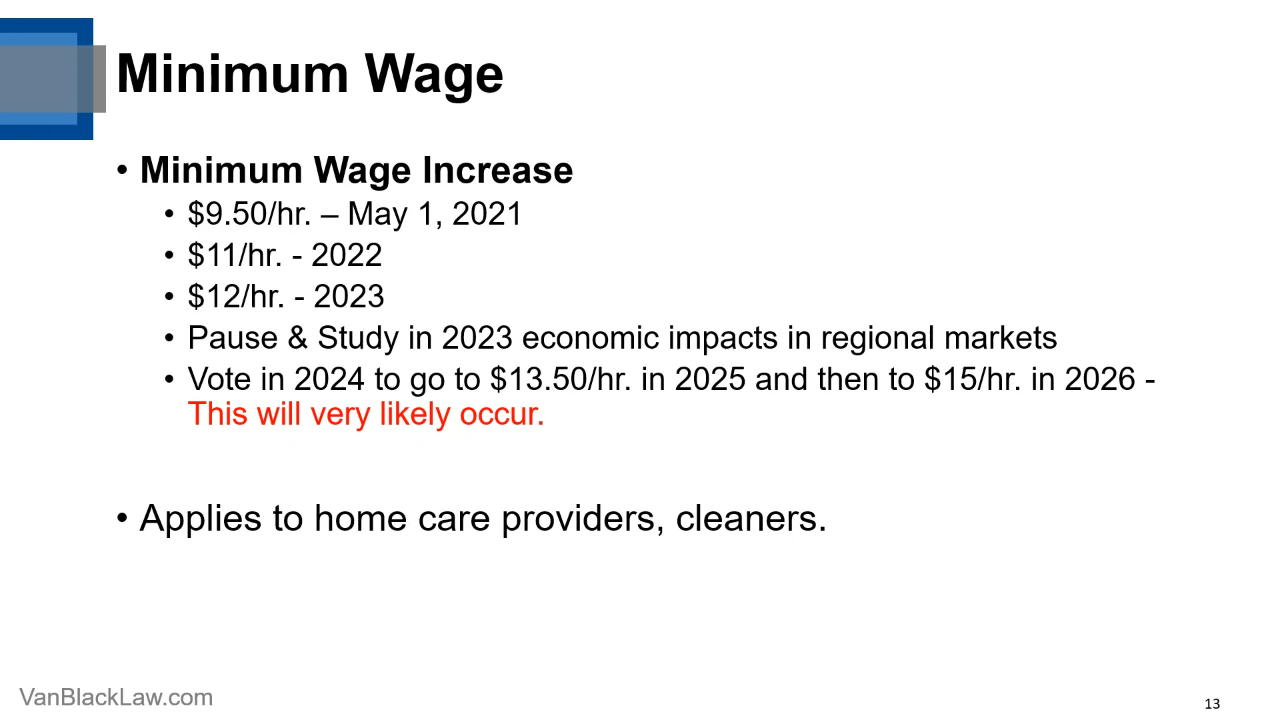 Minimum Wage
• Minimum Wage Increase
• $9.50/hr. – May 1, 2021
• $11/hr. - 2022
• $12/hr. - 2023
• Pause & Study in 2023 economic impacts in regional markets
• Vote in 2024 to go to $13.50/hr. in 2025 and then to $15/hr. in 2026 -
This will very likely occur.
• Applies to home care providers, cleaners.
VanBlackLaw.com
13